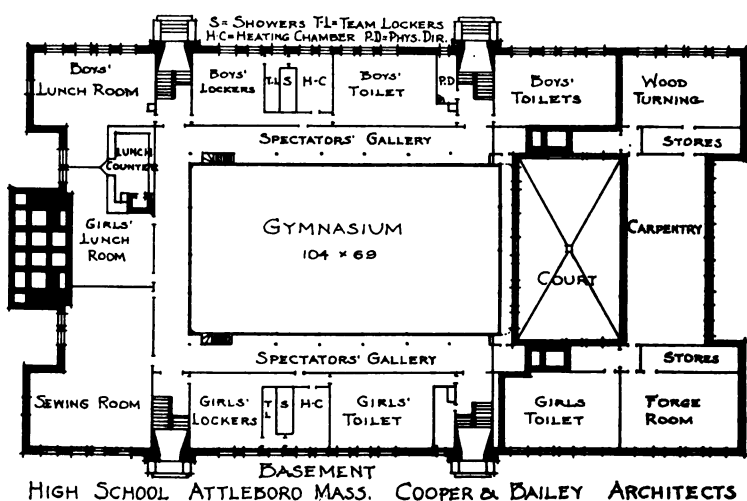 S = SHOWERS T-L = TEAM LOCKERS
H-C = HEATING CHAMBER P.D = PHYS. DIR.
BOYS'
LUNCH ROOM
BOYS'
LOCKERS
T-L
S
H-C
BOYS'
TOILET
P.D
BOYS'
TOILETS
WOOD
TURNING
SPECTATORS' GALLERY
STORES
LUNCH
COUNTER
GIRLS'
LUNCH
ROOM
GYMNASIUM
104 × 69
COURT
CARPENTRY
SPECTATORS' GALLERY
STORES
SEWING ROOM
GIRLS'
LOCKERS
T
L
S
H-C
GIRLS'
TOILET
GIRLS
TOILET
FORGE
ROOM
BASEMENT
HIGH SCHOOL ATTLEBORO MASS. COOPER & BAILEY ARCHITECTS